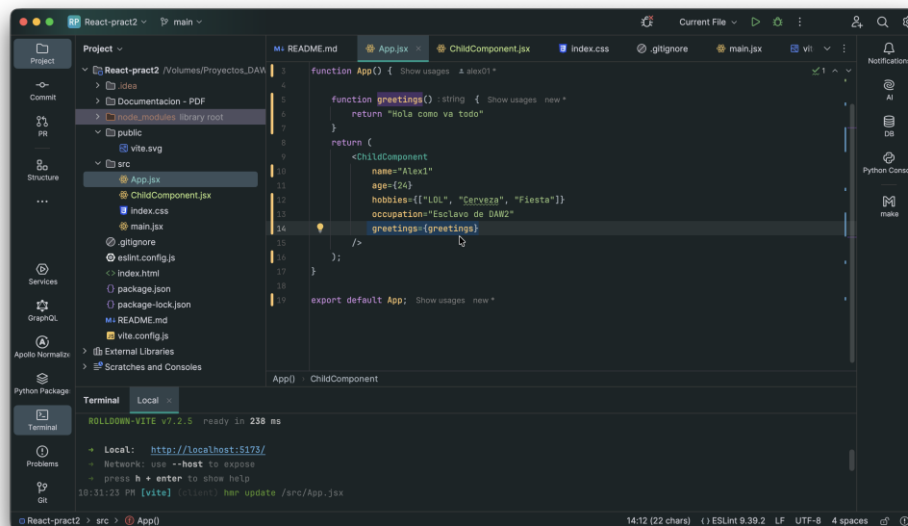 RP React-pract2 main Current File
Project
README.md App.jsx ChildComponent.jsx index.css .gitignore main.jsx vit
Project
Commit
PR
Structure
Services
GraphQL
Apollo Normalize
Python Package
Terminal
Problems
Git
React-pract2 /Volumes/Proyectos_DAW
.idea
Documentacion - PDF
node_modules library root
public
vite.svg
src
App.jsx
ChildComponent.jsx
index.css
main.jsx
.gitignore
eslint.config.js
index.html
package.json
package-lock.json
README.md
vite.config.js
External Libraries
Scratches and Consoles
3 function App() { Show usages alex01 *
4
5 function greetings() : string { Show usages new *
6 return "Hola como va todo"
7 }
8 return (
9 <ChildComponent
10 name="Alex1"
11 age={24}
12 hobbies={["LOL", "Cerveza", "Fiesta"]}
13 occupation="Esclavo de DAW2"
14 greetings={greetings}
15 />
16 );
17 }
18
19 export default App; Show usages new *
1
App() ChildComponent
Notification
AI
DB
Python Conso
make
Terminal Local
ROLLDOWN-VITE v7.2.5 ready in 238 ms
➜ Local: http://localhost:5173/
➜ Network: use --host to expose
➜ press h + enter to show help
10:31:23 PM [vite] (client) hmr update /src/App.jsx
React-pract2 > src > App() 14:12 (22 chars) {} ESLint 9.39.2 LF UTF-8 4 spaces